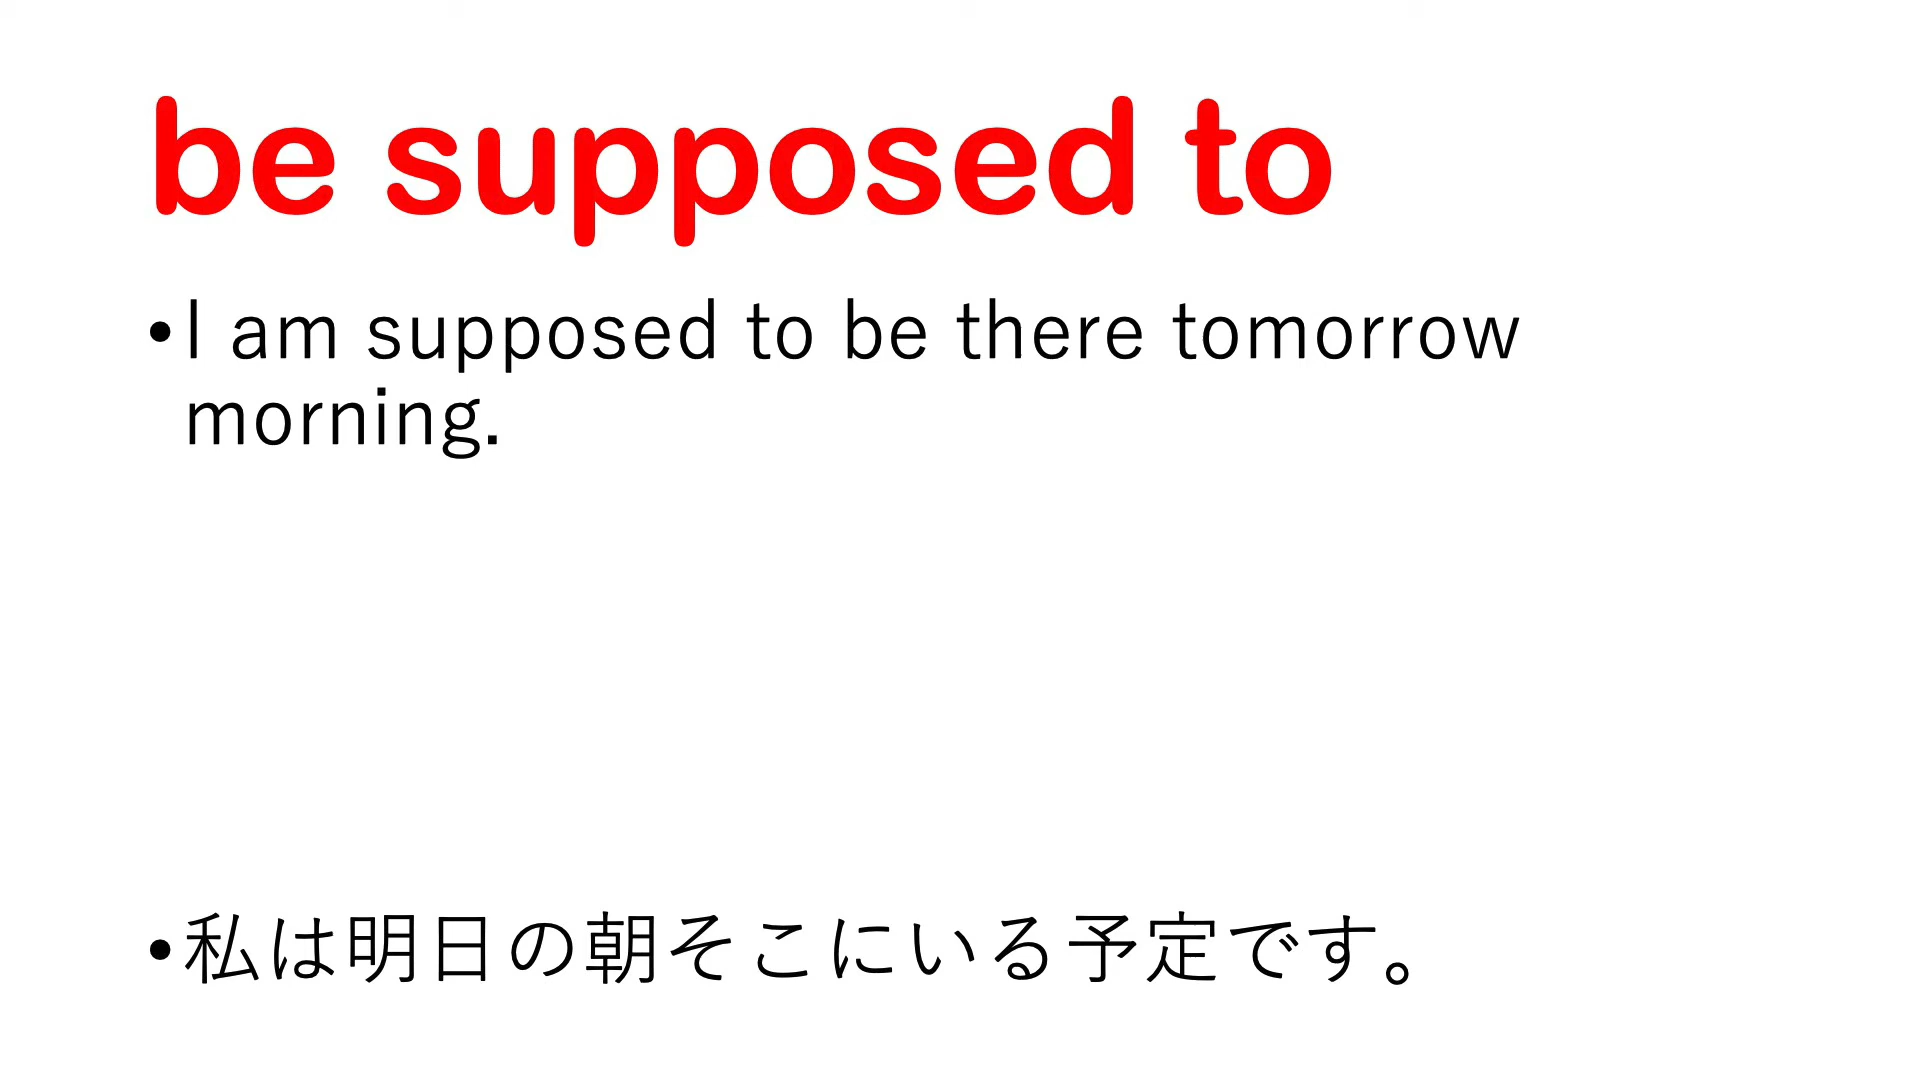 be supposed to
•I am supposed to be there tomorrow
morning.
•私は明日の朝そこにいる予定です。